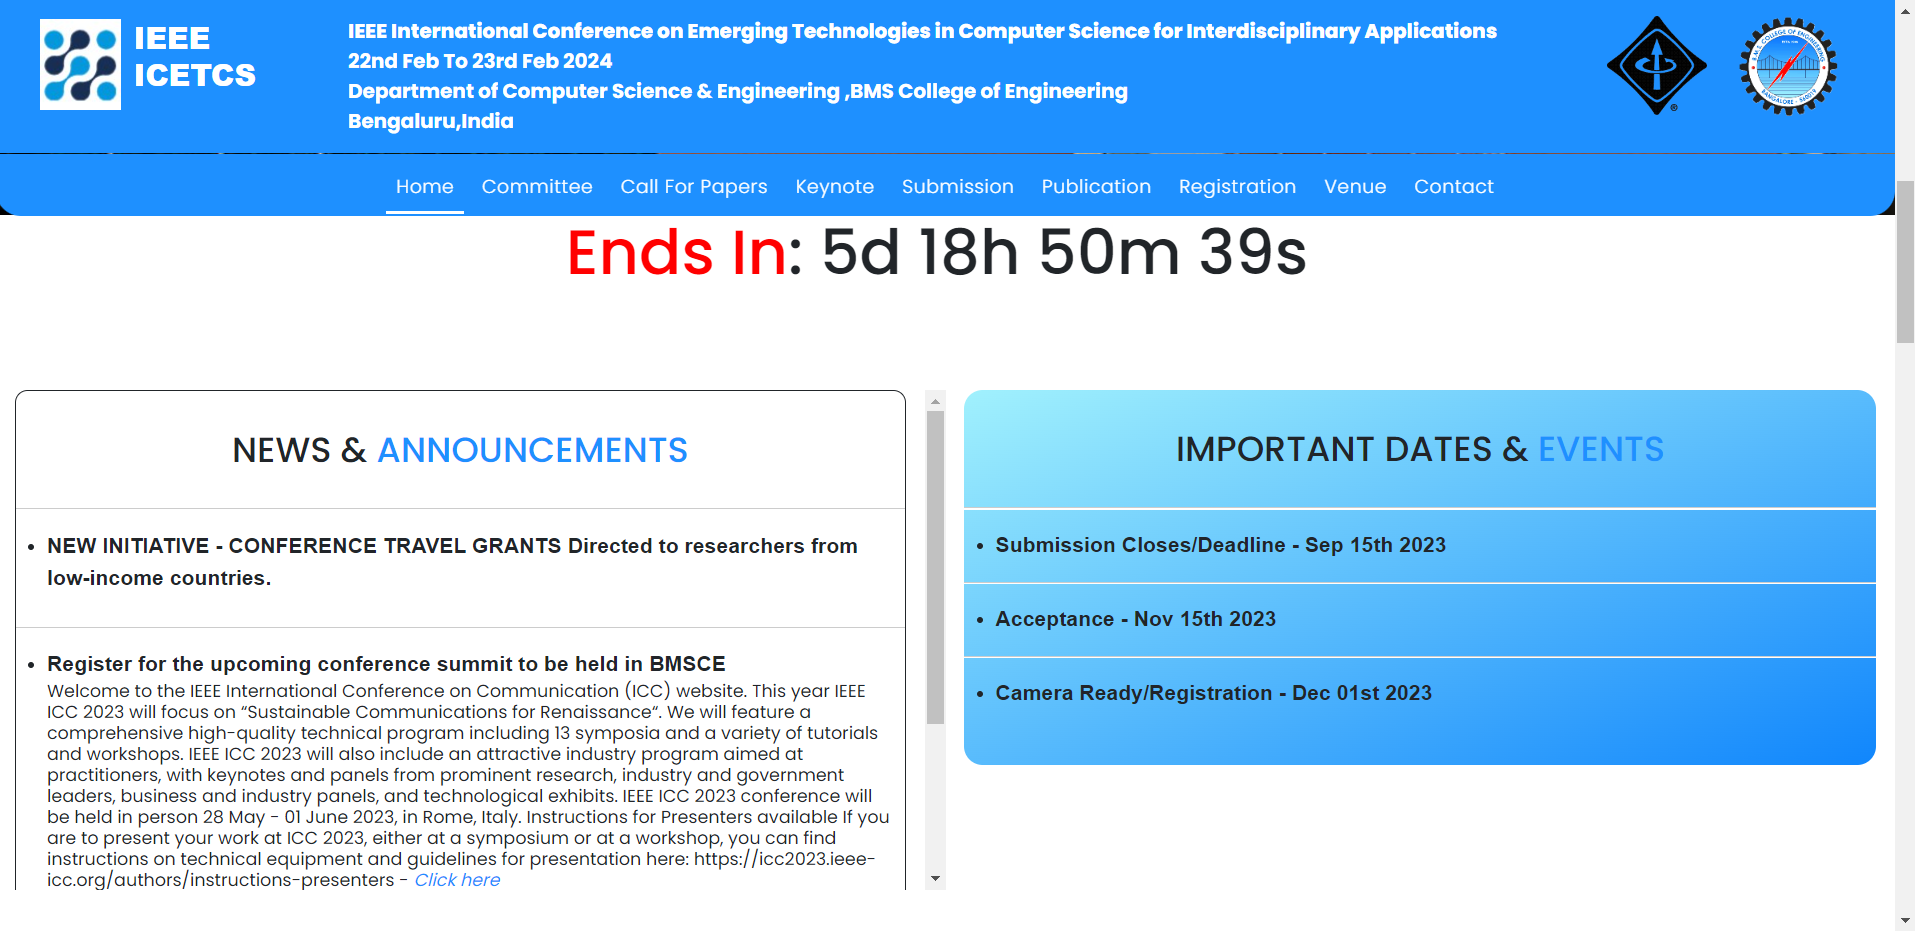 IEEE
ICETCS
IEEE International Conference on Emerging Technologies in Computer Science for Interdisciplinary Applications
22nd Feb To 23rd Feb 2024
Department of Computer Science & Engineering ,BMS College of Engineering
Bengaluru,India
Home Committee Call For Papers Keynote Submission Publication Registration Venue Contact
Ends In: 5d 18h 50m 39s
NEWS & ANNOUNCEMENTS
• NEW INITIATIVE - CONFERENCE TRAVEL GRANTS Directed to researchers from
low-income countries.
• Register for the upcoming conference summit to be held in BMSCE
Welcome to the IEEE International Conference on Communication (ICC) website. This year IEEE
ICC 2023 will focus on “Sustainable Communications for Renaissance“. We will feature a
comprehensive high-quality technical program including 13 symposia and a variety of tutorials
and workshops. IEEE ICC 2023 will also include an attractive industry program aimed at
practitioners, with keynotes and panels from prominent research, industry and government
leaders, business and industry panels, and technological exhibits. IEEE ICC 2023 conference will
be held in person 28 May - 01 June 2023, in Rome, Italy. Instructions for Presenters available If you
are to present your work at ICC 2023, either at a symposium or at a workshop, you can find
instructions on technical equipment and guidelines for presentation here: https://icc2023.ieee-
icc.org/authors/instructions-presenters - Click here
IMPORTANT DATES & EVENTS
• Submission Closes/Deadline - Sep 15th 2023
• Acceptance - Nov 15th 2023
• Camera Ready/Registration - Dec 01st 2023